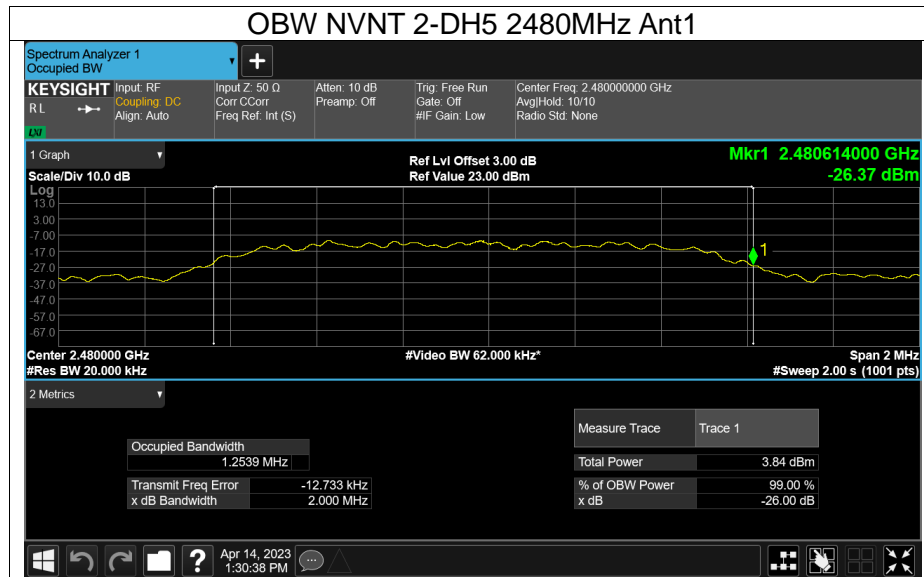 OBW NVNT 2-DH5 2480MHz Ant1
Spectrum Analyzer 1
Occupied BW
+
KEYSIGHT Input: RF Input Z: 50 Ω Atten: 10 dB Trig: Free Run Center Freq: 2.480000000 GHz
RL Coupling: DC Corr CCorr Preamp: Off Gate: Off Avg|Hold: 10/10
Align: Auto Freq Ref: Int (S) #IF Gain: Low Radio Std: None
LXI
1 Graph Ref Lvl Offset 3.00 dB Mkr1 2.480614000 GHz
Scale/Div 10.0 dB Ref Value 23.00 dBm -26.37 dBm
Log
13.0
3.00
-7.00
-17.0
1
-27.0
-37.0
-47.0
-57.0
-67.0
Center 2.480000 GHz #Video BW 62.000 kHz* Span 2 MHz
#Res BW 20.000 kHz #Sweep 2.00 s (1001 pts)
2 Metrics
Measure Trace Trace 1
Occupied Bandwidth
1.2539 MHz Total Power 3.84 dBm
Transmit Freq Error -12.733 kHz % of OBW Power 99.00 %
x dB Bandwidth 2.000 MHz x dB -26.00 dB
? Apr 14, 2023
1:30:38 PM